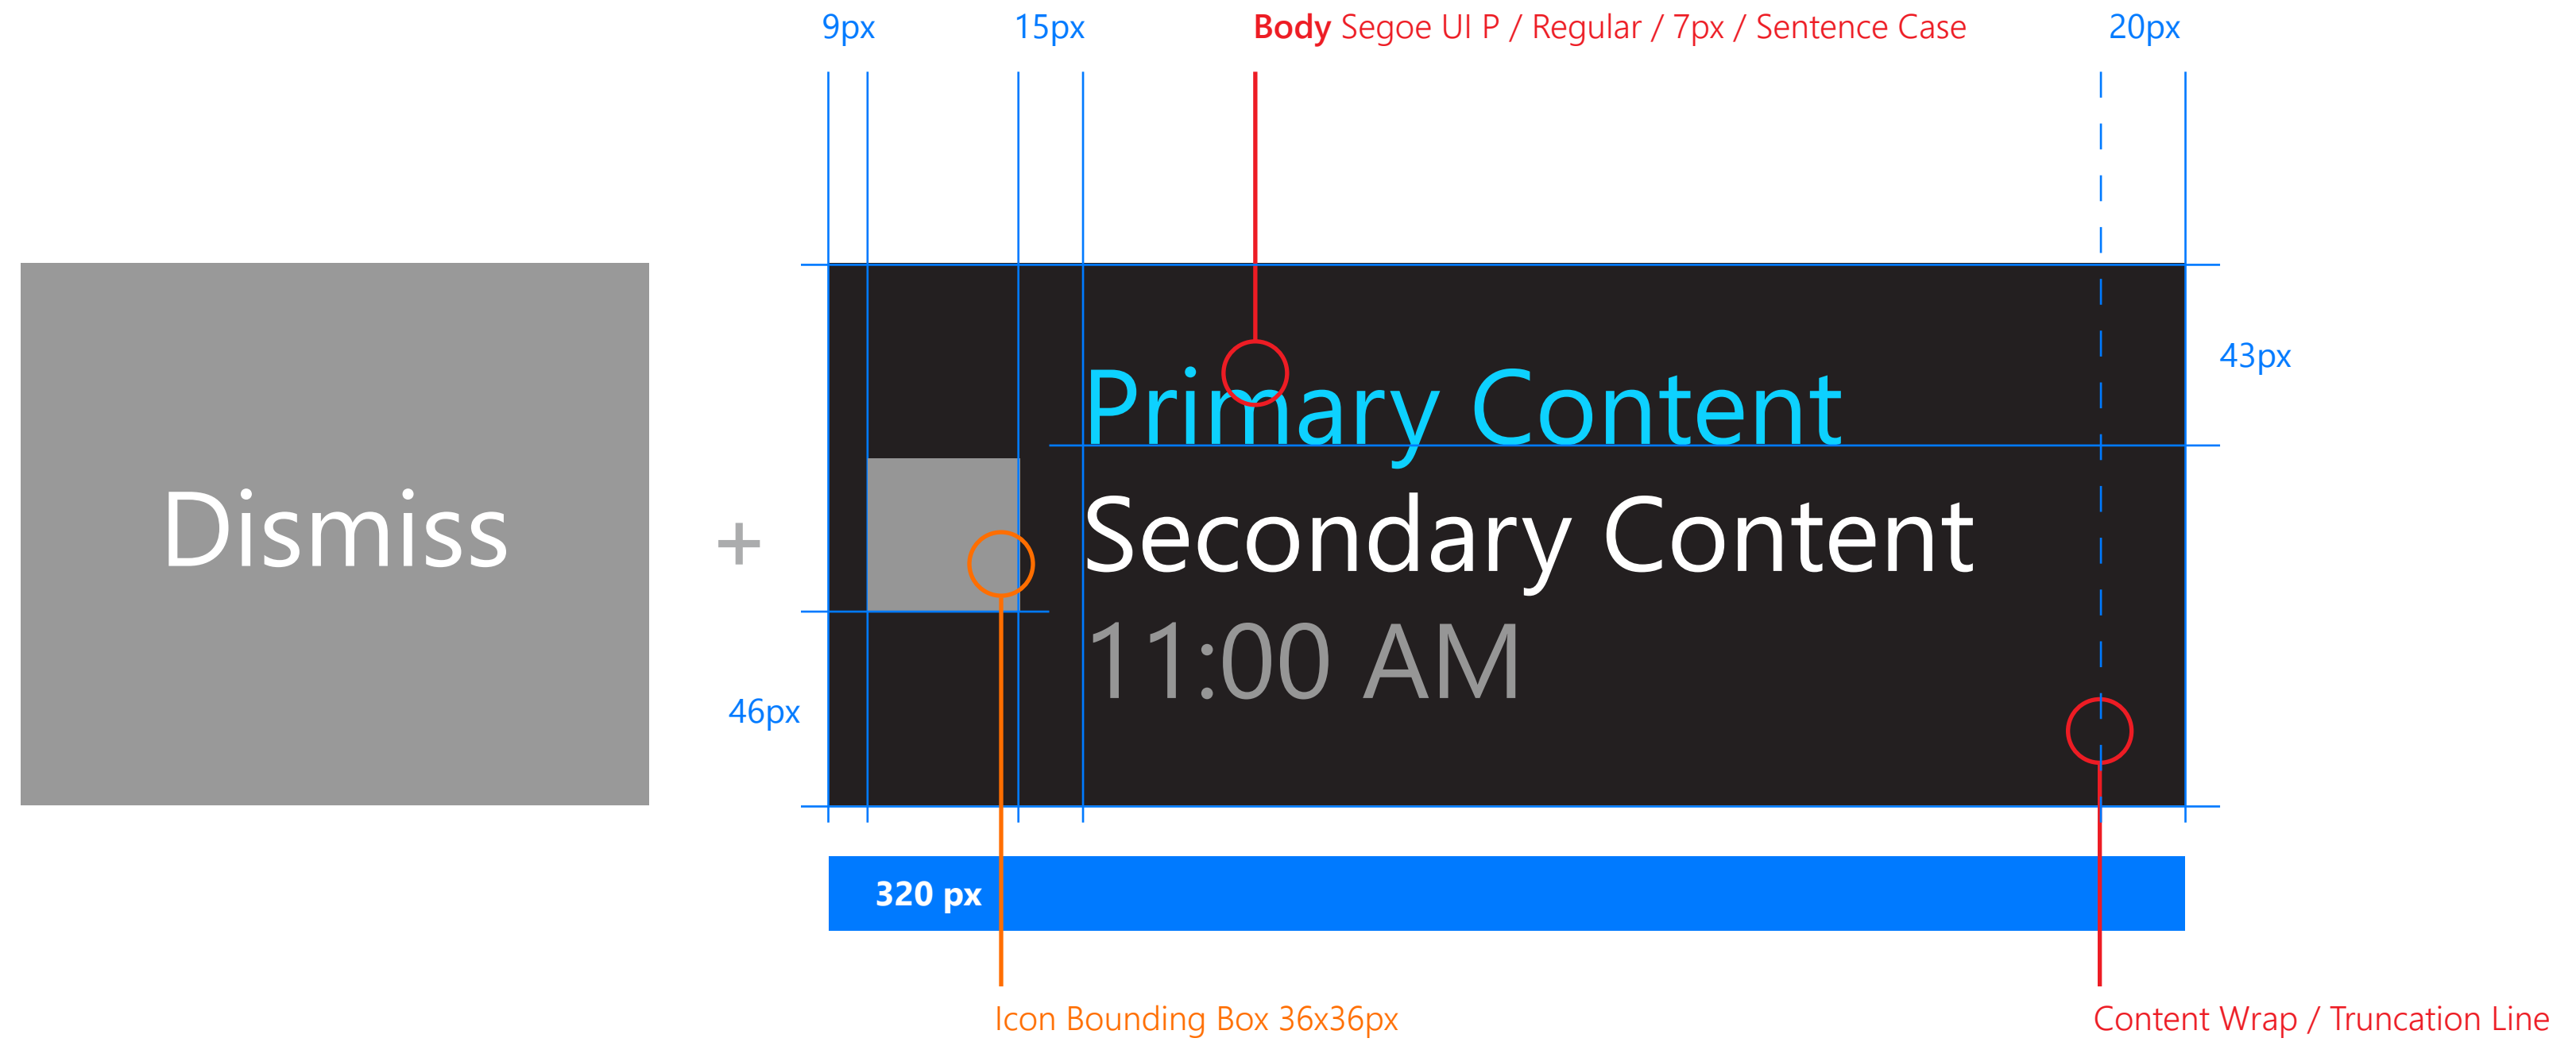 9px
15px
Body Segoe UI P / Regular / 7px / Sentence Case
20px
43px
Primary Content
Dismiss
+
Secondary Content
11:00 AM
46px
320 px
Icon Bounding Box 36x36px
Content Wrap / Truncation Line